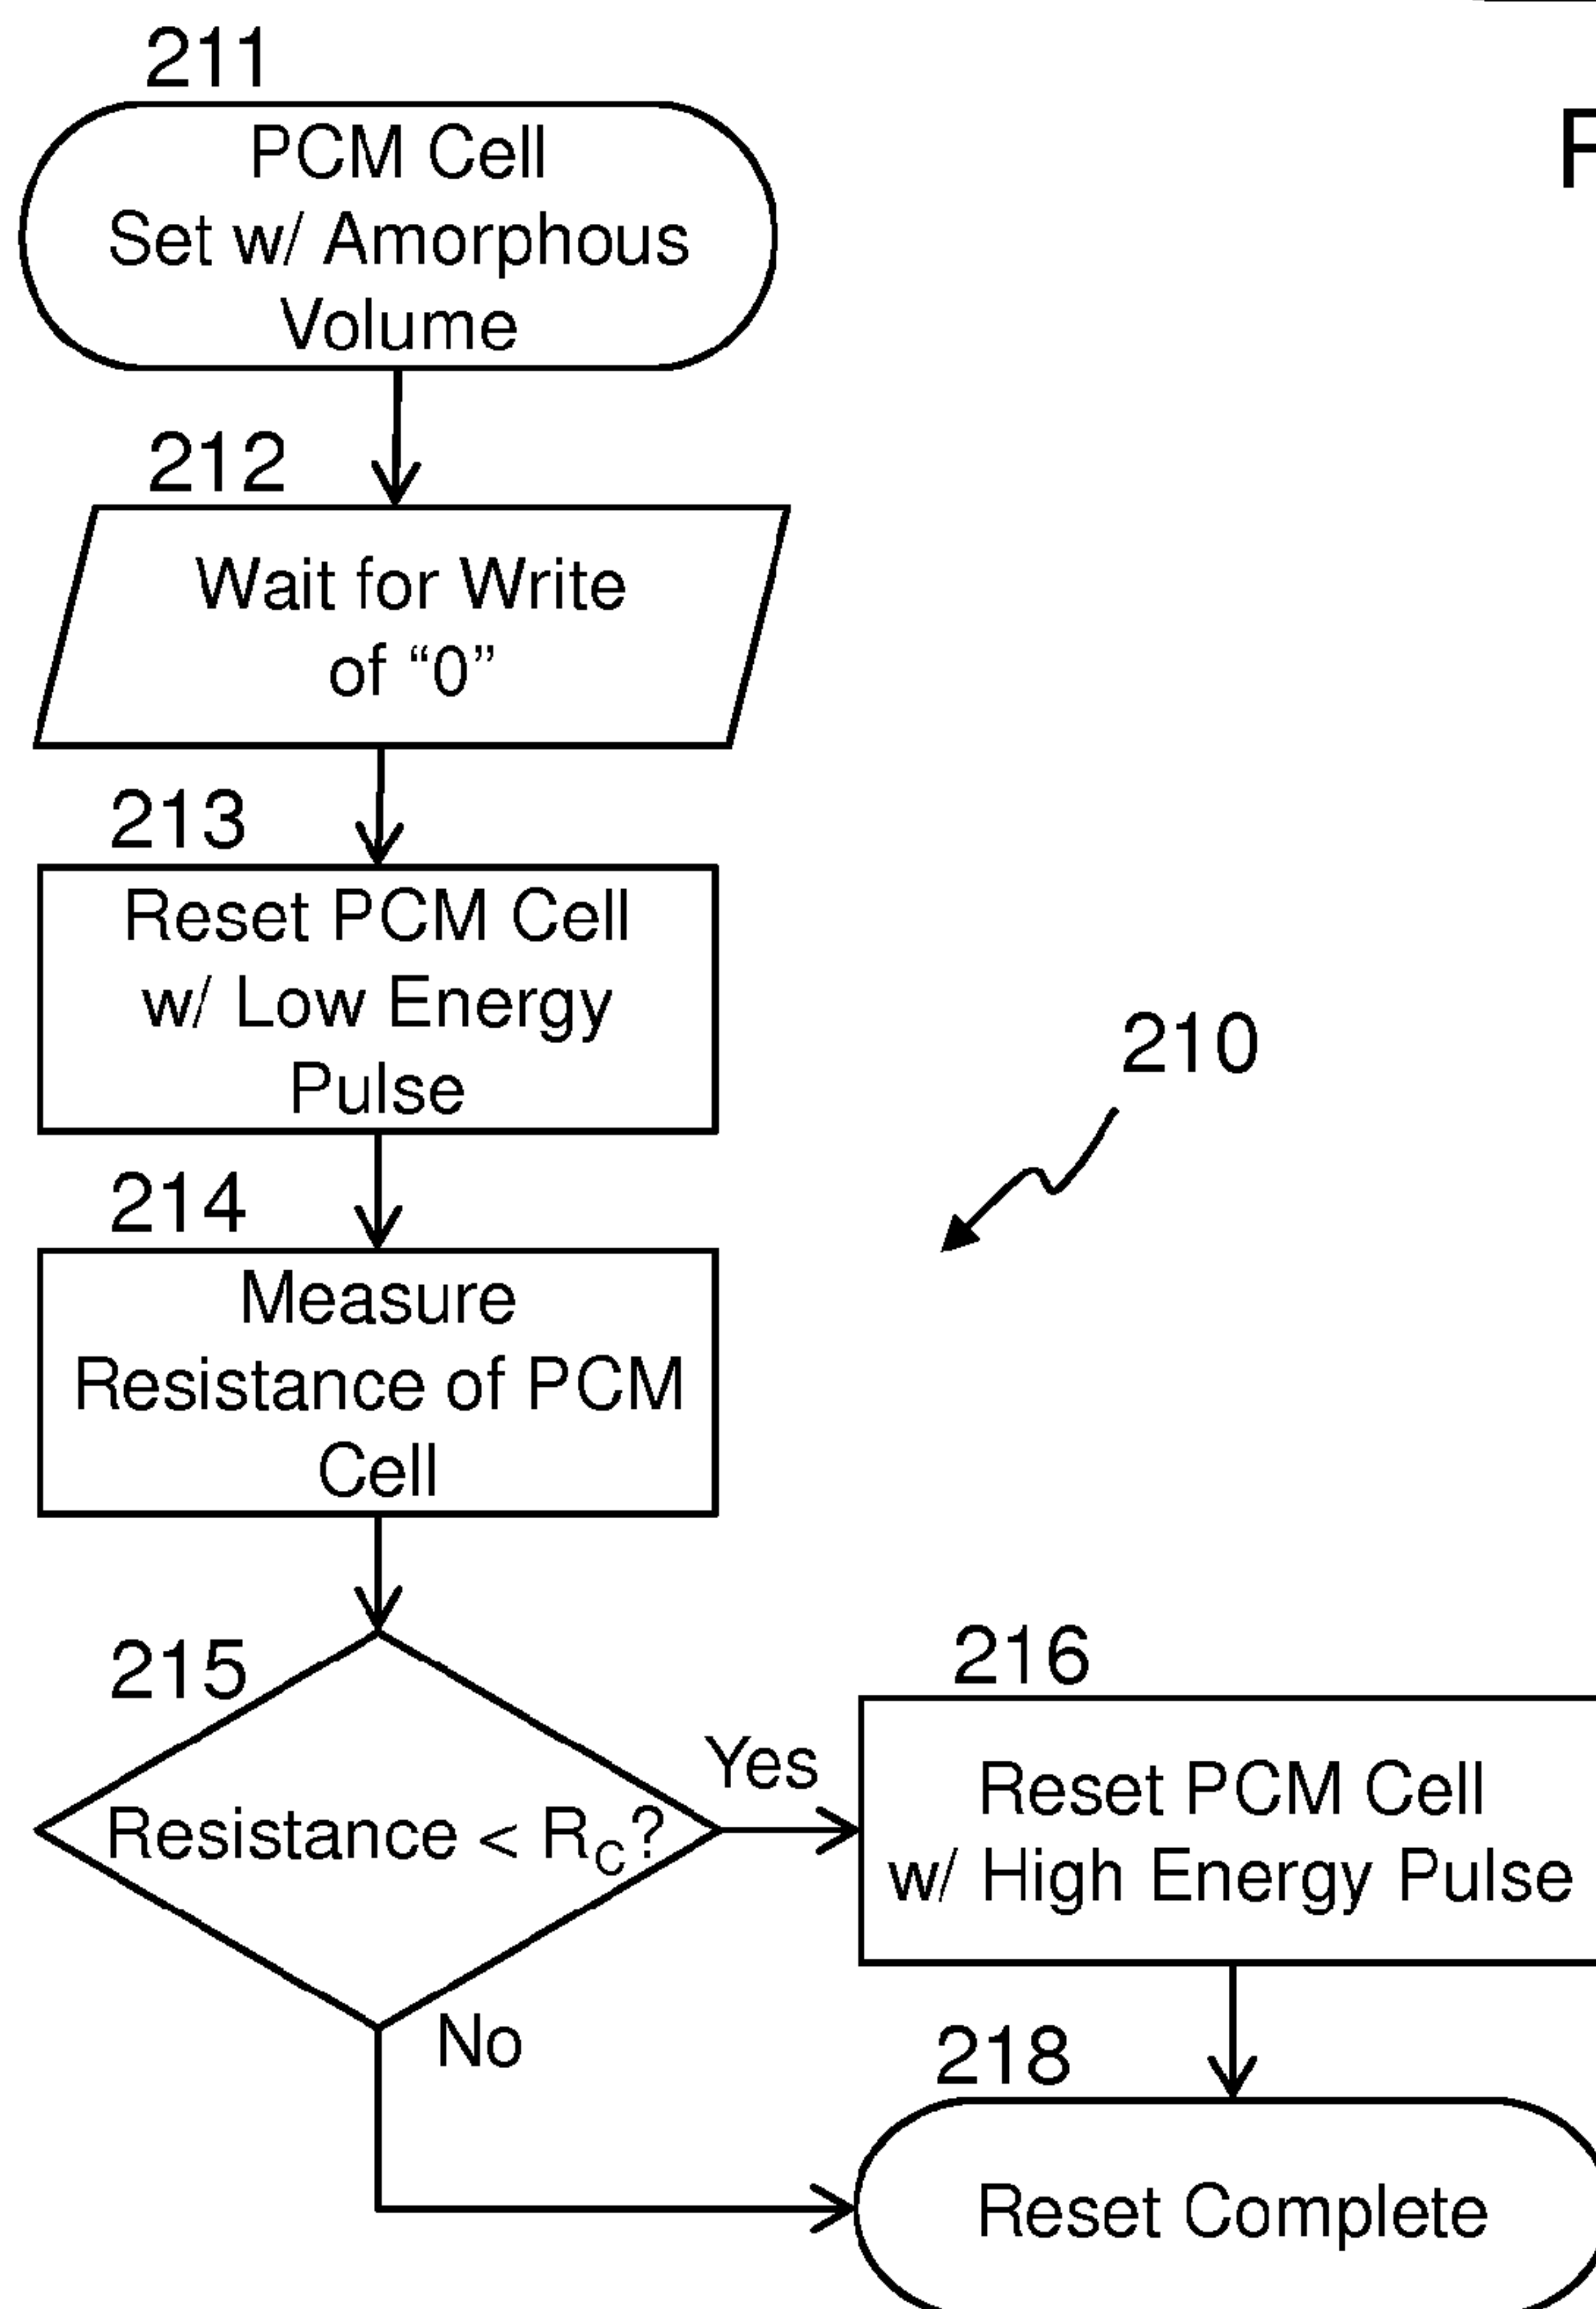 211
PCM Cell
Set w/ Amorphous
Volume
212
Wait for Write
of “0”
213
Reset PCM Cell
w/ Low Energy
Pulse
210
214
Measure
Resistance of PCM
Cell
215
Resistance < RC?
Yes
No
216
Reset PCM Cell
w/ High Energy Pulse
218
Reset Complete